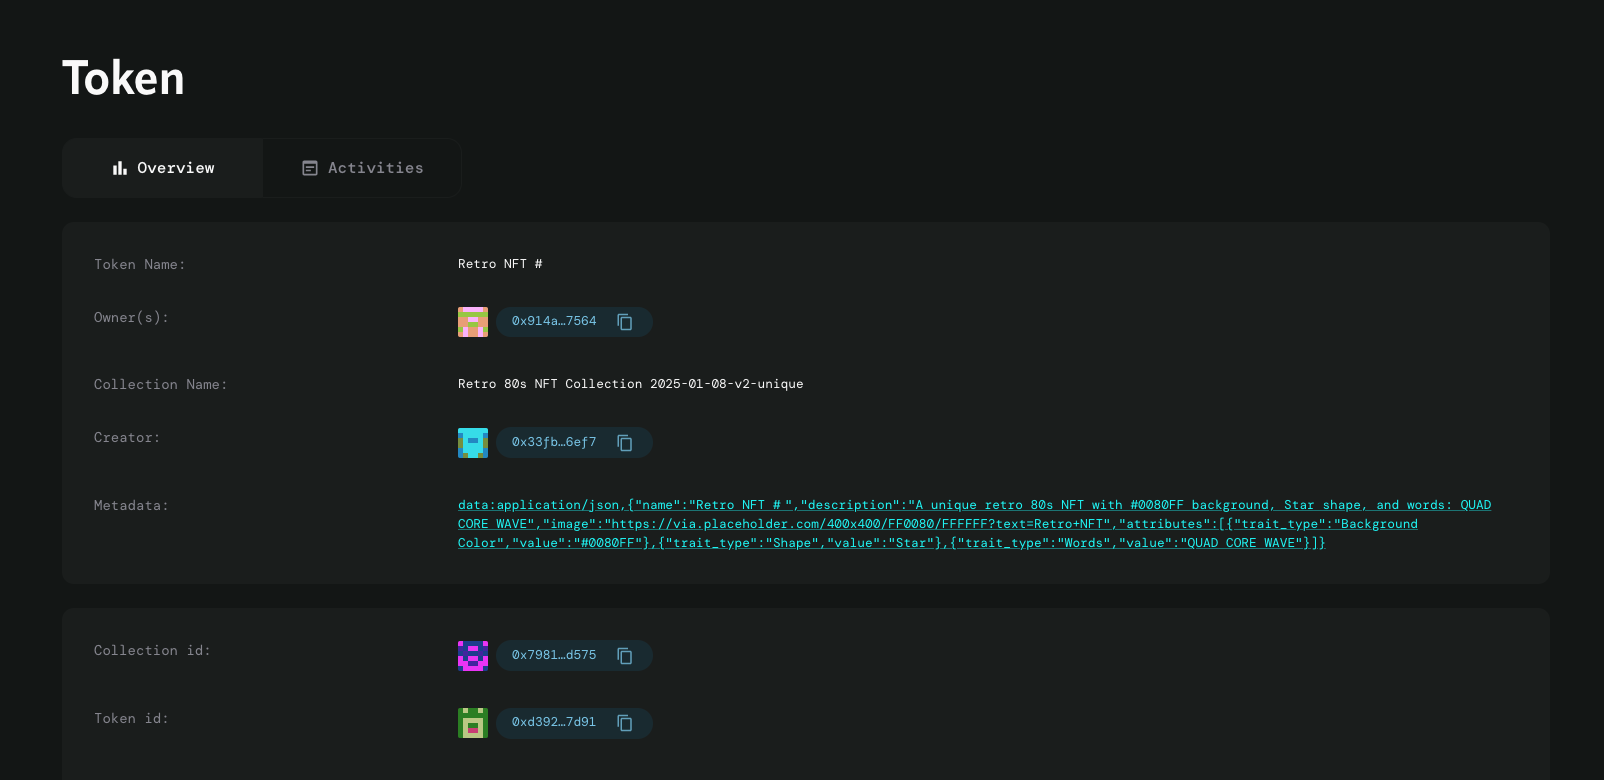 Token
Overview
Activities
Token Name:
Retro NFT #
Owner(s):
0x914a…7564
Collection Name:
Retro 80s NFT Collection 2025-01-08-v2-unique
Creator:
0x33fb…6ef7
Metadata:
data:application/json,{"name":"Retro NFT # ","description":"A unique retro 80s NFT with #0080FF background, Star shape, and words: QUAD
CORE WAVE","image":"https://via.placeholder.com/400x400/FF0080/FFFFFF?text=Retro+NFT","attributes":[{"trait_type":"Background
Color","value":"#0080FF"},{"trait_type":"Shape","value":"Star"},{"trait_type":"Words","value":"QUAD CORE WAVE"}]}
Collection id:
0x7981…d575
Token id:
0xd392…7d91